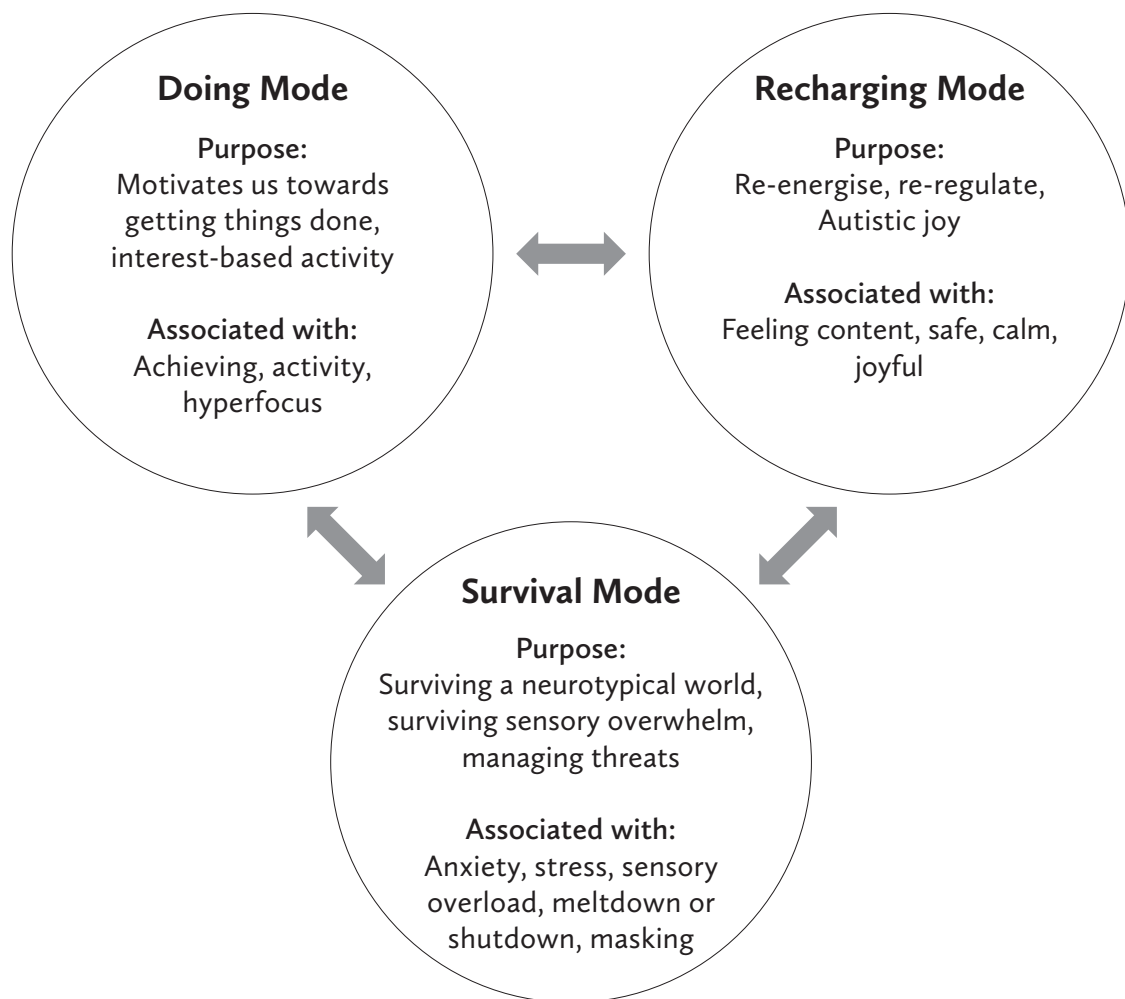 Doing Mode
Purpose:
Motivates us towards
getting things done,
interest-based activity
Associated with:
Achieving, activity,
hyperfocus
Recharging Mode
Purpose:
Re-energise, re-regulate,
Autistic joy
Associated with:
Feeling content, safe, calm,
joyful
Survival Mode
Purpose:
Surviving a neurotypical world,
surviving sensory overwhelm,
managing threats
Associated with:
Anxiety, stress, sensory
overload, meltdown or
shutdown, masking